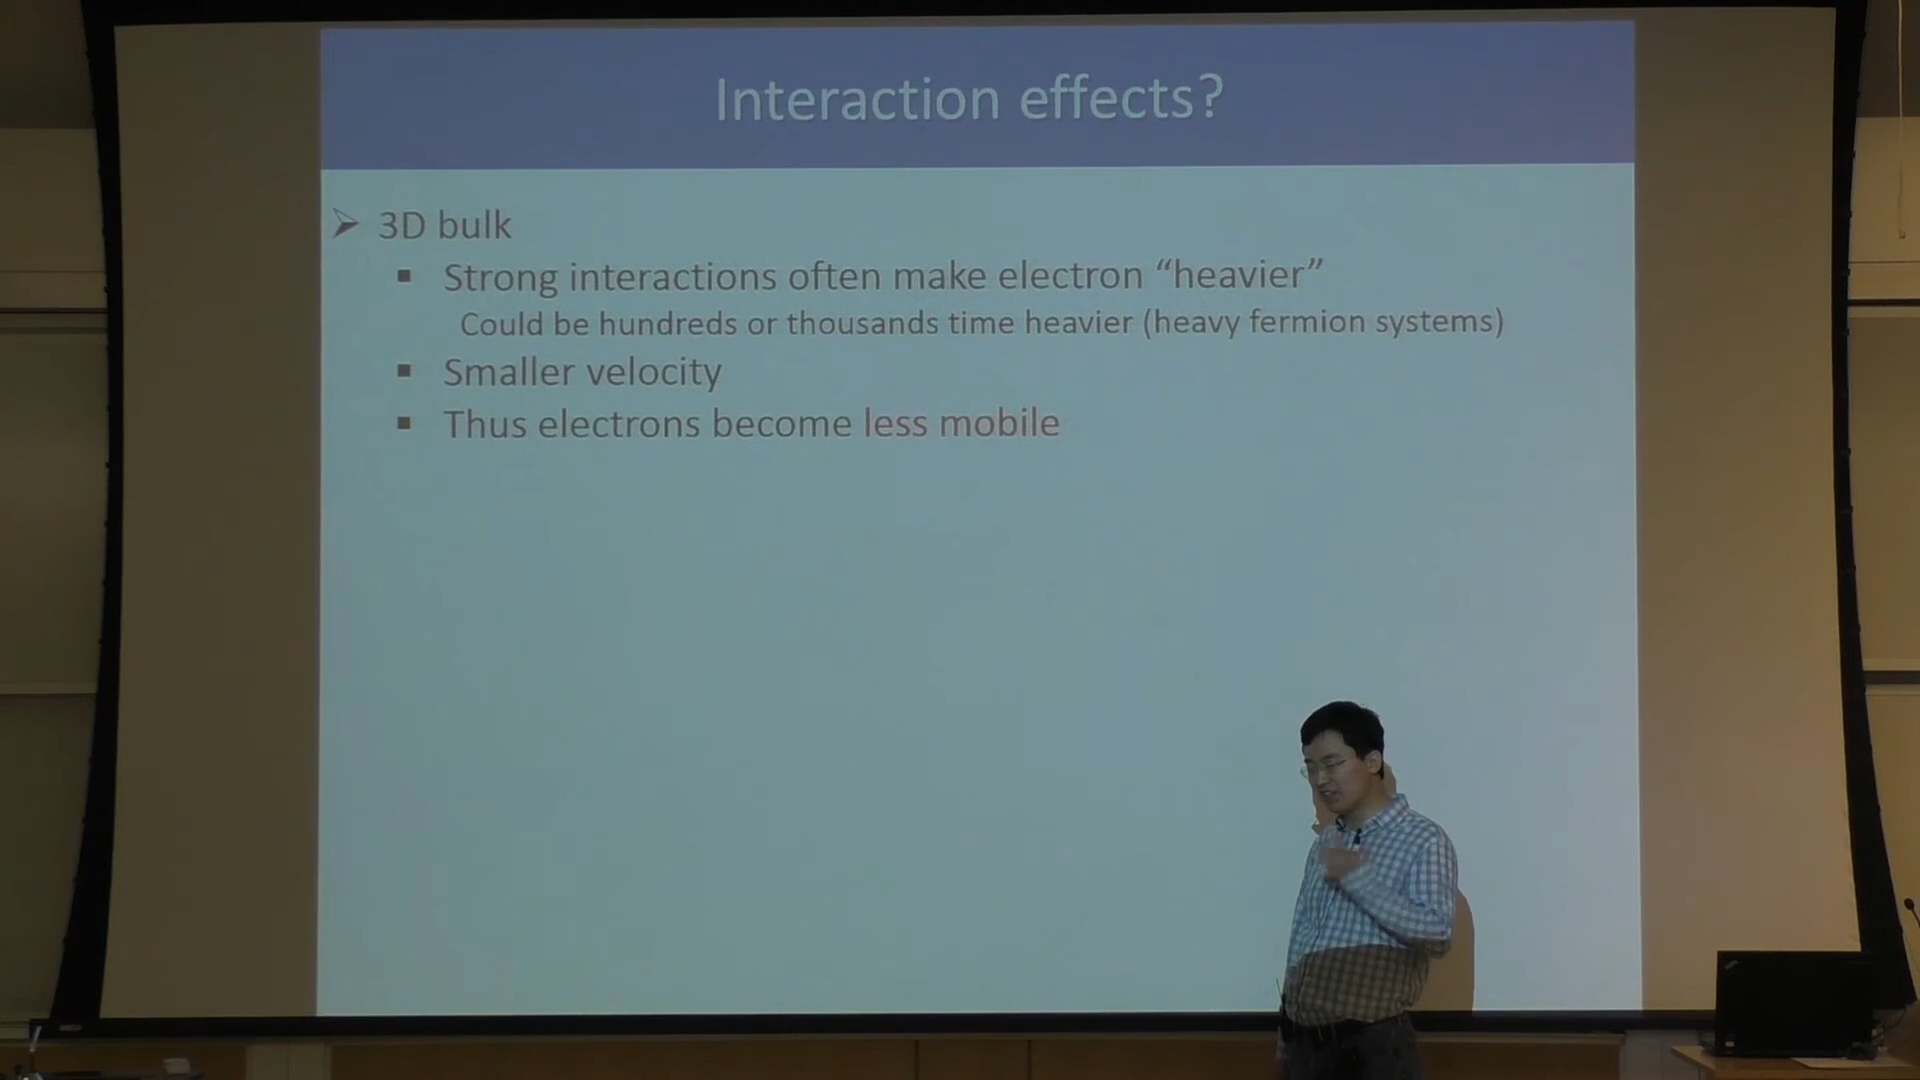 Interaction effects?
➢ 3D bulk
▪ Strong interactions often make electron “heavier”
Could be hundreds or thousands time heavier (heavy fermion systems)
▪ Smaller velocity
▪ Thus electrons become less mobile